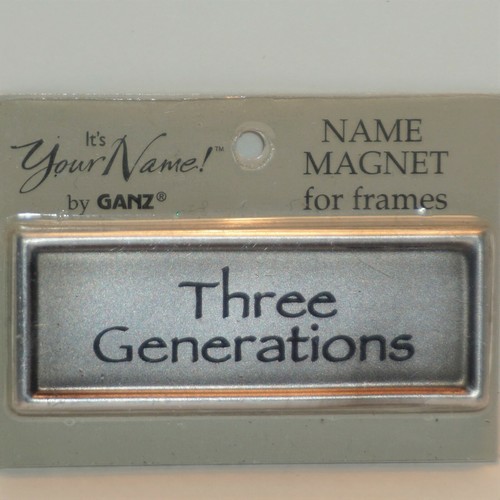 It's
Your Name!™
by GANZ®
NAME
MAGNET
for frames
Three
Generations